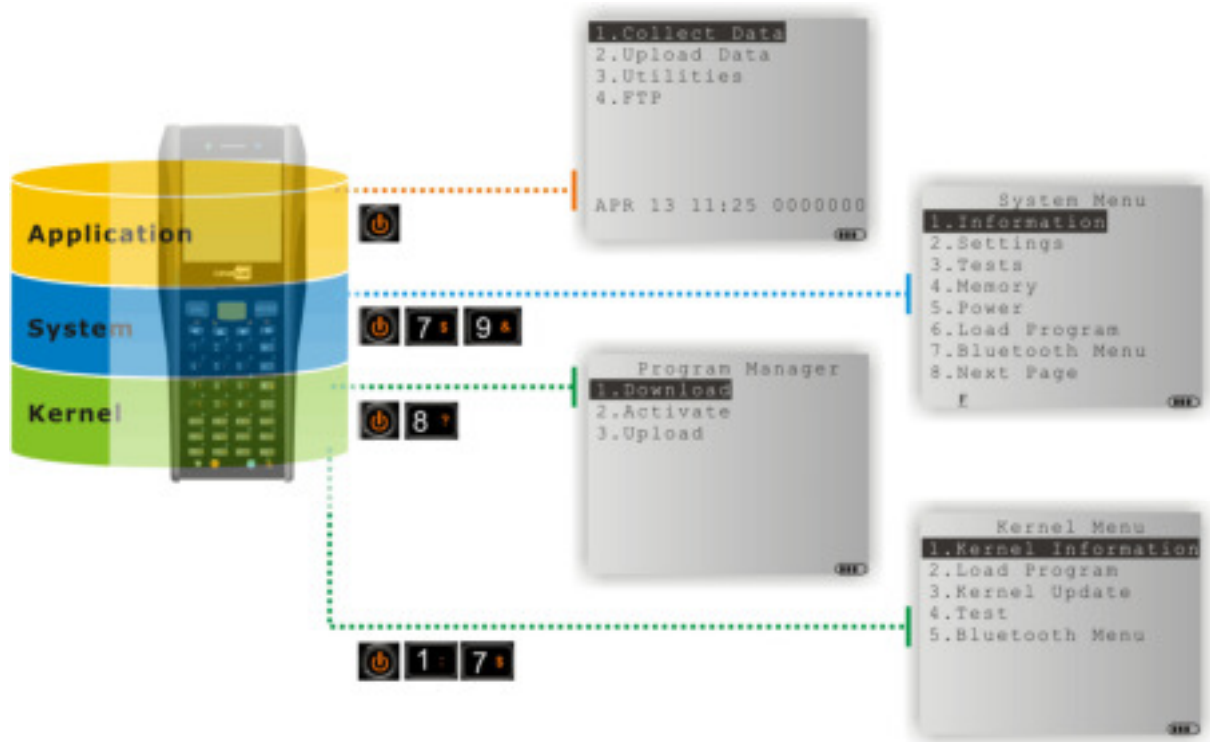 1.Collect Data
2.Upload Data
3.Utilities
4.FTP
APR 13 11:25 0000000
Application
System
Kernel
7 $ 9 &
System Menu
1.Information
2.Settings
3.Tests
4.Memory
5.Power
6.Load Program
7.Bluetooth Menu
8.Next Page
F
8 ?
Program Manager
1.Download
2.Activate
3.Upload
1 : 7 $
Kernel Menu
1.Kernel Information
2.Load Program
3.Kernel Update
4.Test
5.Bluetooth Menu